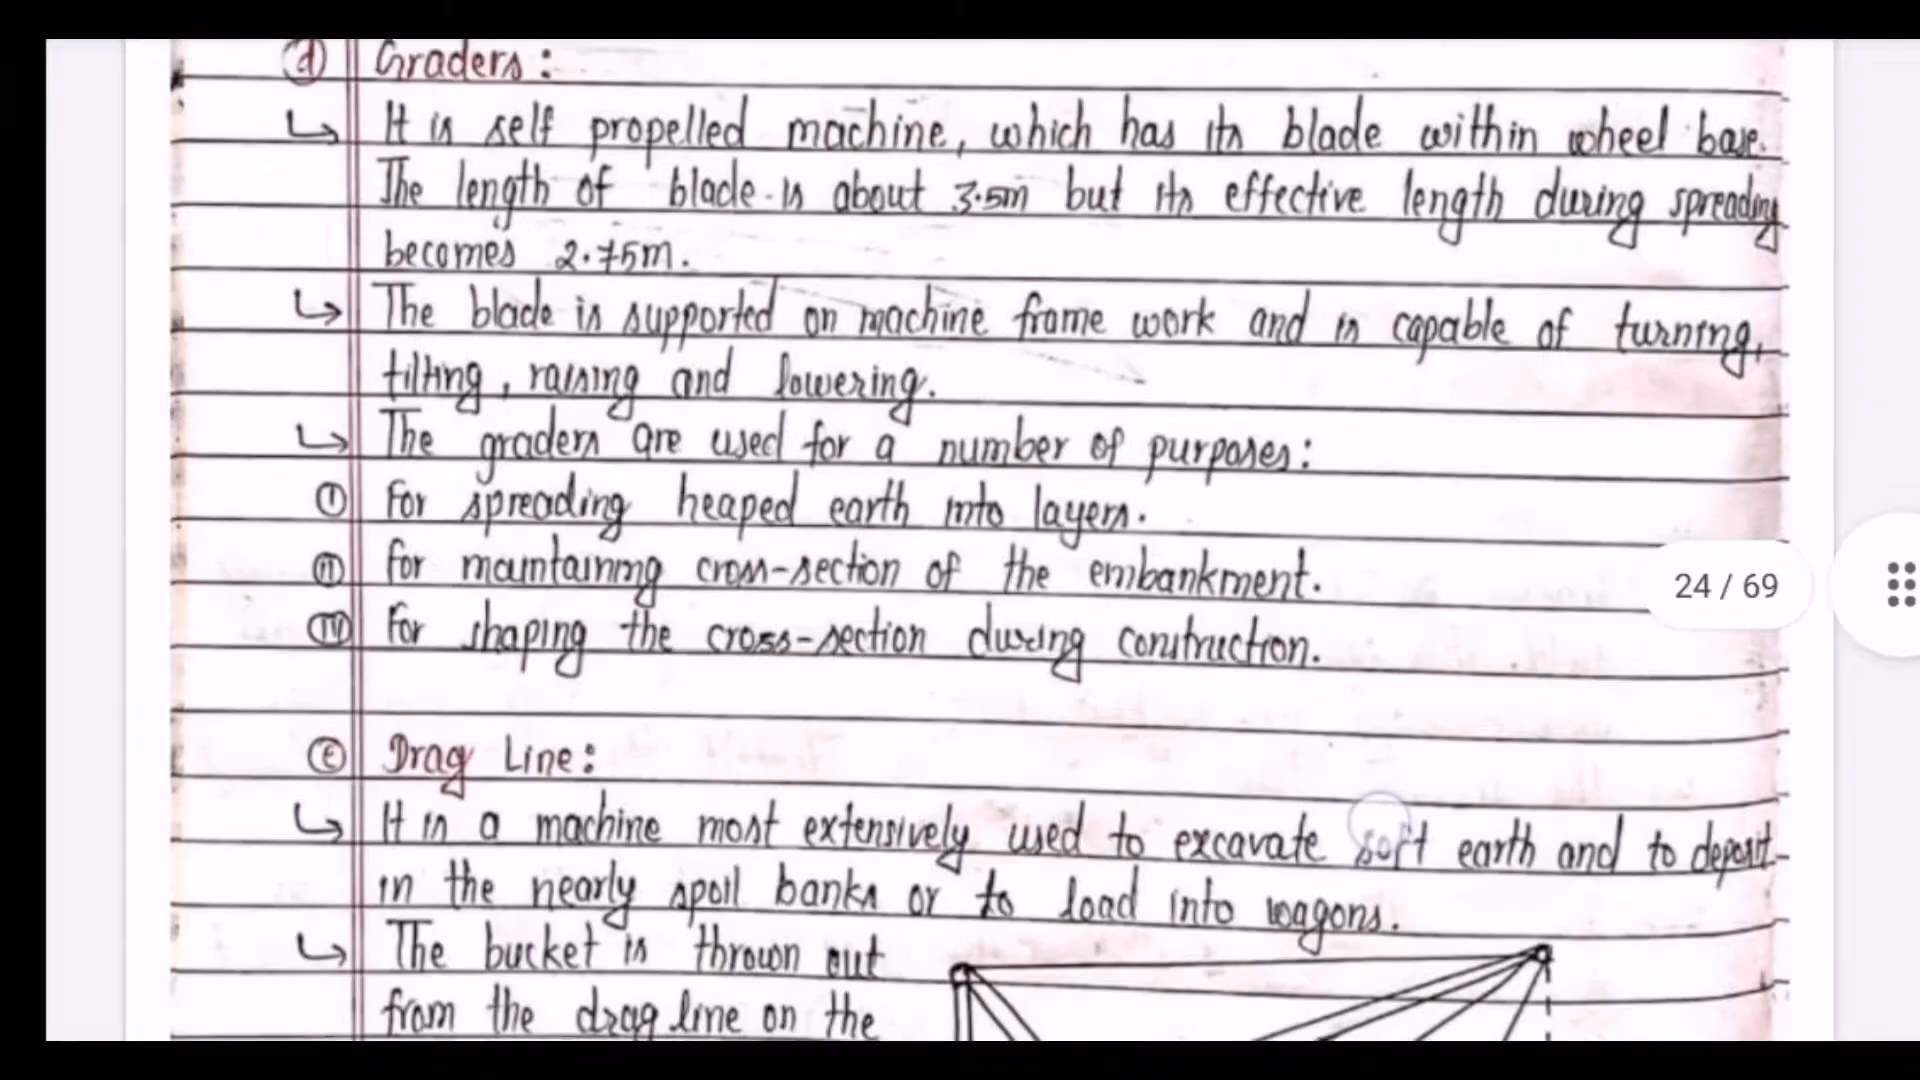 (d) Graders :
↳ It is self propelled machine, which has its blade within wheel base.
The length of blade is about 3.5m but its effective length during spreading
becomes 2.75m.
↳ The blade is supported on machine frame work and is capable of turning,
tilting, raising and lowering.
↳ The graders are used for a number of purposes :
(i) For spreading heaped earth into layers.
(ii) For maintaining cross-section of the embankment.
24 / 69
For shaping the cross-section during construction.
(e) Drag Line :
↳ It is a machine most extensively used to excavate soft earth and to deposit
in the nearly spoil banks or to load into wagons.
↳ The bucket is thrown out
from the drag line on the